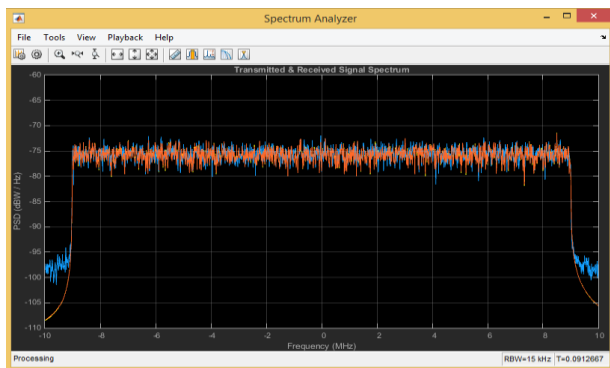 Spectrum Analyzer
File Tools View Playback Help
Transmitted & Received Signal Spectrum
PSD (dBW / Hz)
-60
-65
-70
-75
-80
-85
-90
-95
-100
-105
-110
-10 -8 -6 -4 -2 0 2 4 6 8 10
Frequency (MHz)
Processing RBW=15 kHz T=0.0912667